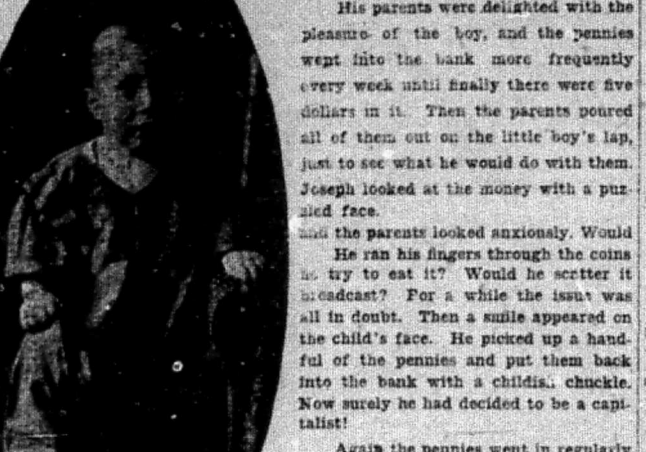 His parents were delighted with the
pleasure of the boy, and the pennies
went into the bank more frequently
every week until finally there were five
dollars in it. Then the parents poured
all of them out on the little boy's lap,
just to see what he would do with them.
Joseph looked at the money with a puz-
zled face.
and the parents looked anxiously. Would
He ran his fingers through the coins
he try to eat it? Would he scatter it
broadcast? For a while the issue was
all in doubt. Then a smile appeared on
the child's face. He picked up a hand-
ful of the pennies and put them back
into the bank with a childish chuckle.
Now surely he had decided to be a capi-
talist!
Again the pennies went in regularly